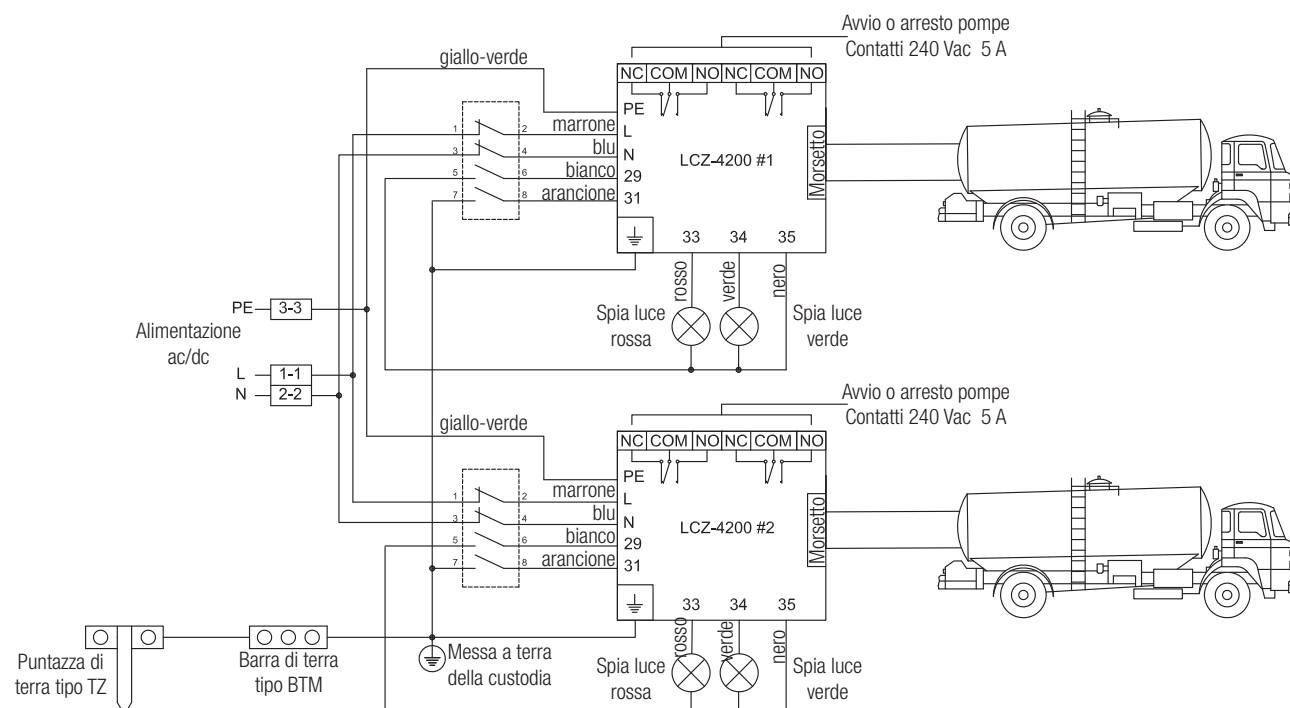 Avvio o arresto pompe
Contatti 240 Vac 5 A
giallo-verde
NC COM NO NC COM NO
PE
1 2 marrone L
3 4 blu N
5 6 bianco 29
7 8 arancione 31
LCZ-4200 #1
Morsetto
33 34 35
rosso
verde
nero
Spia luce
rossa
Spia luce
verde
PE 3-3
Alimentazione
ac/dc
L 1-1
N 2-2
Avvio o arresto pompe
Contatti 240 Vac 5 A
giallo-verde
NC COM NO NC COM NO
PE
1 2 marrone L
3 4 blu N
5 6 bianco 29
7 8 arancione 31
LCZ-4200 #2
Morsetto
33 34 35
rosso
verde
nero
Spia luce
rossa
Spia luce
verde
Puntazza di
terra tipo TZ
Barra di terra
tipo BTM
Messa a terra
della custodia